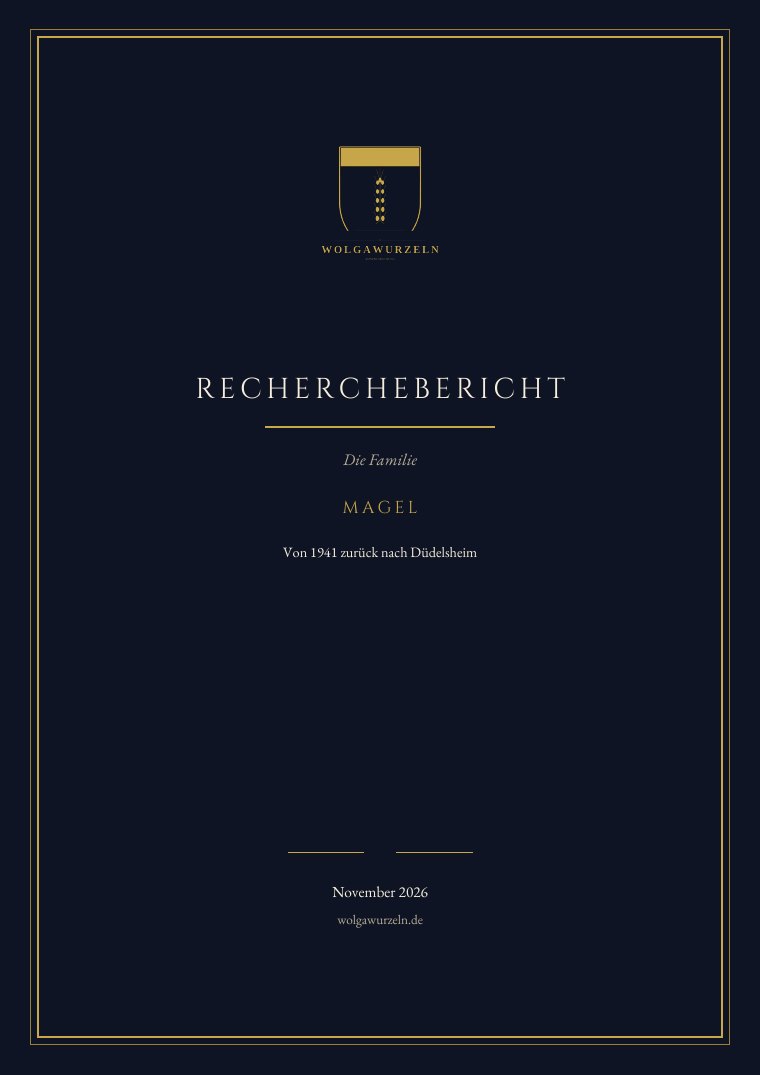 WOLGAWURZELN
RECHERCHEBERICHT
Die Familie
MAGEL
Von 1941 zurück nach Düdelsheim
November 2026
wolgawurzeln.de